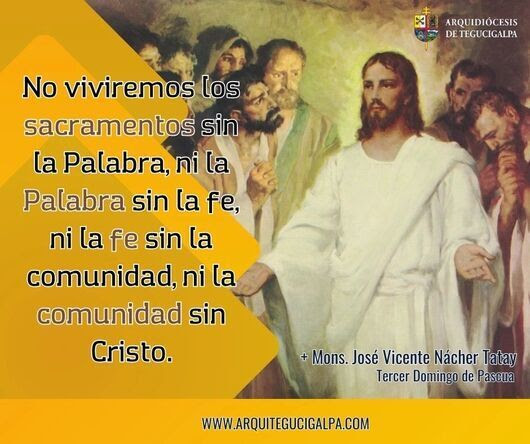 ARQUIDIÓCESIS
DE TEGUCIGALPA
No viviremos los
sacramentos sin
la Palabra, ni la
Palabra sin la fe,
ni la fe sin la
comunidad, ni la
comunidad sin
Cristo.
+ Mons. José Vicente Nácher Tatay
Tercer Domingo de Pascua
WWW.ARQUITEGUCIGALPA.COM